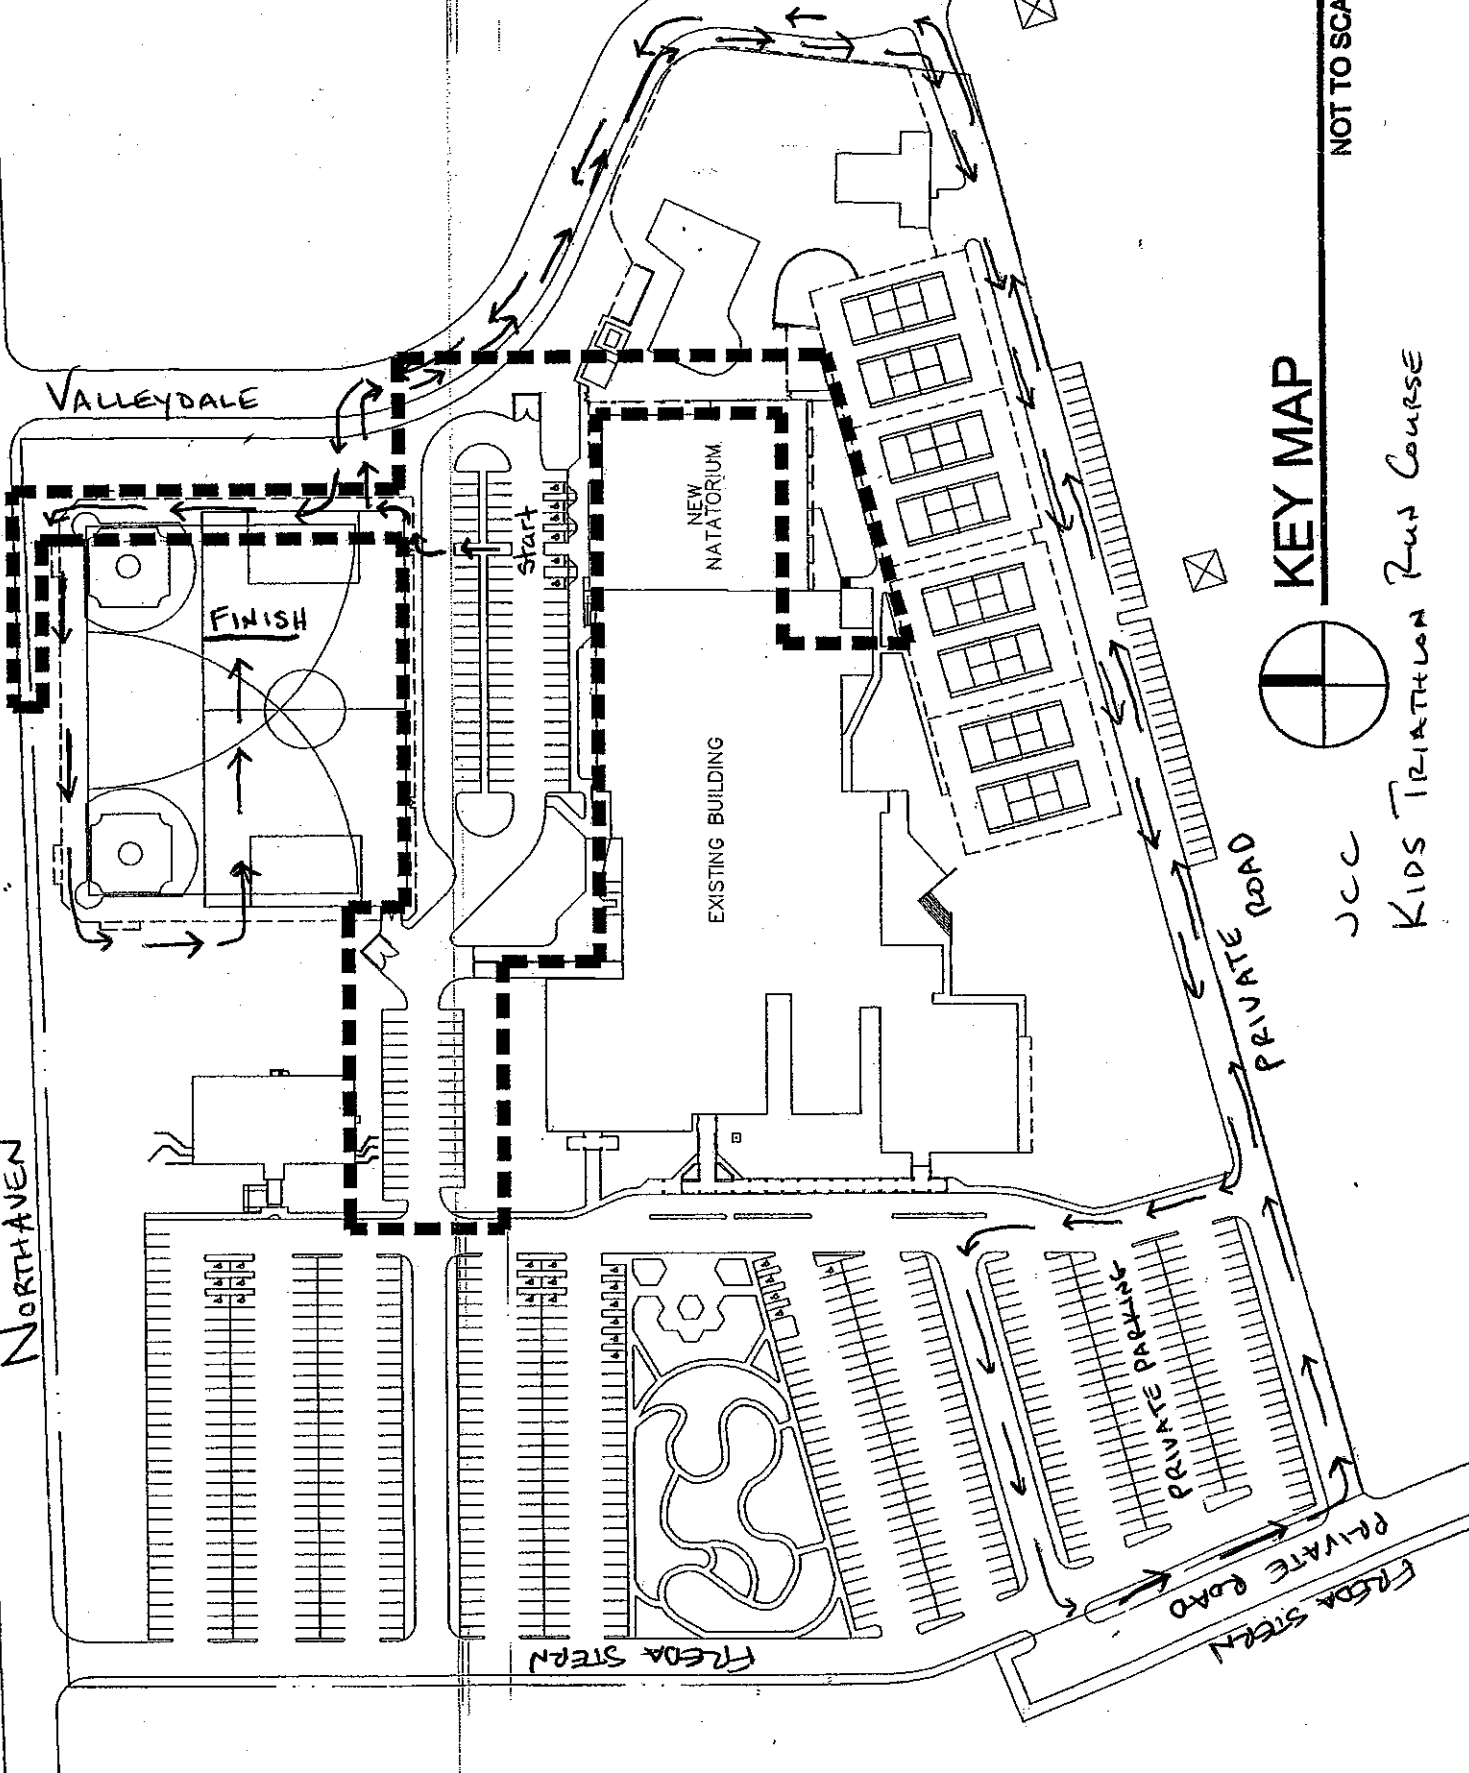 NOT TO SCA
VALLEYDALE
NORTHAVEN
Start
FINISH
NEW
NATATORIUM
EXISTING BUILDING
KEY MAP
JCC
KIDS TRIATHLON RUN COURSE
PRIVATE ROAD
PRIVATE PARKING
PRIVATE ROAD
FREDA STERN
FREDA STERN